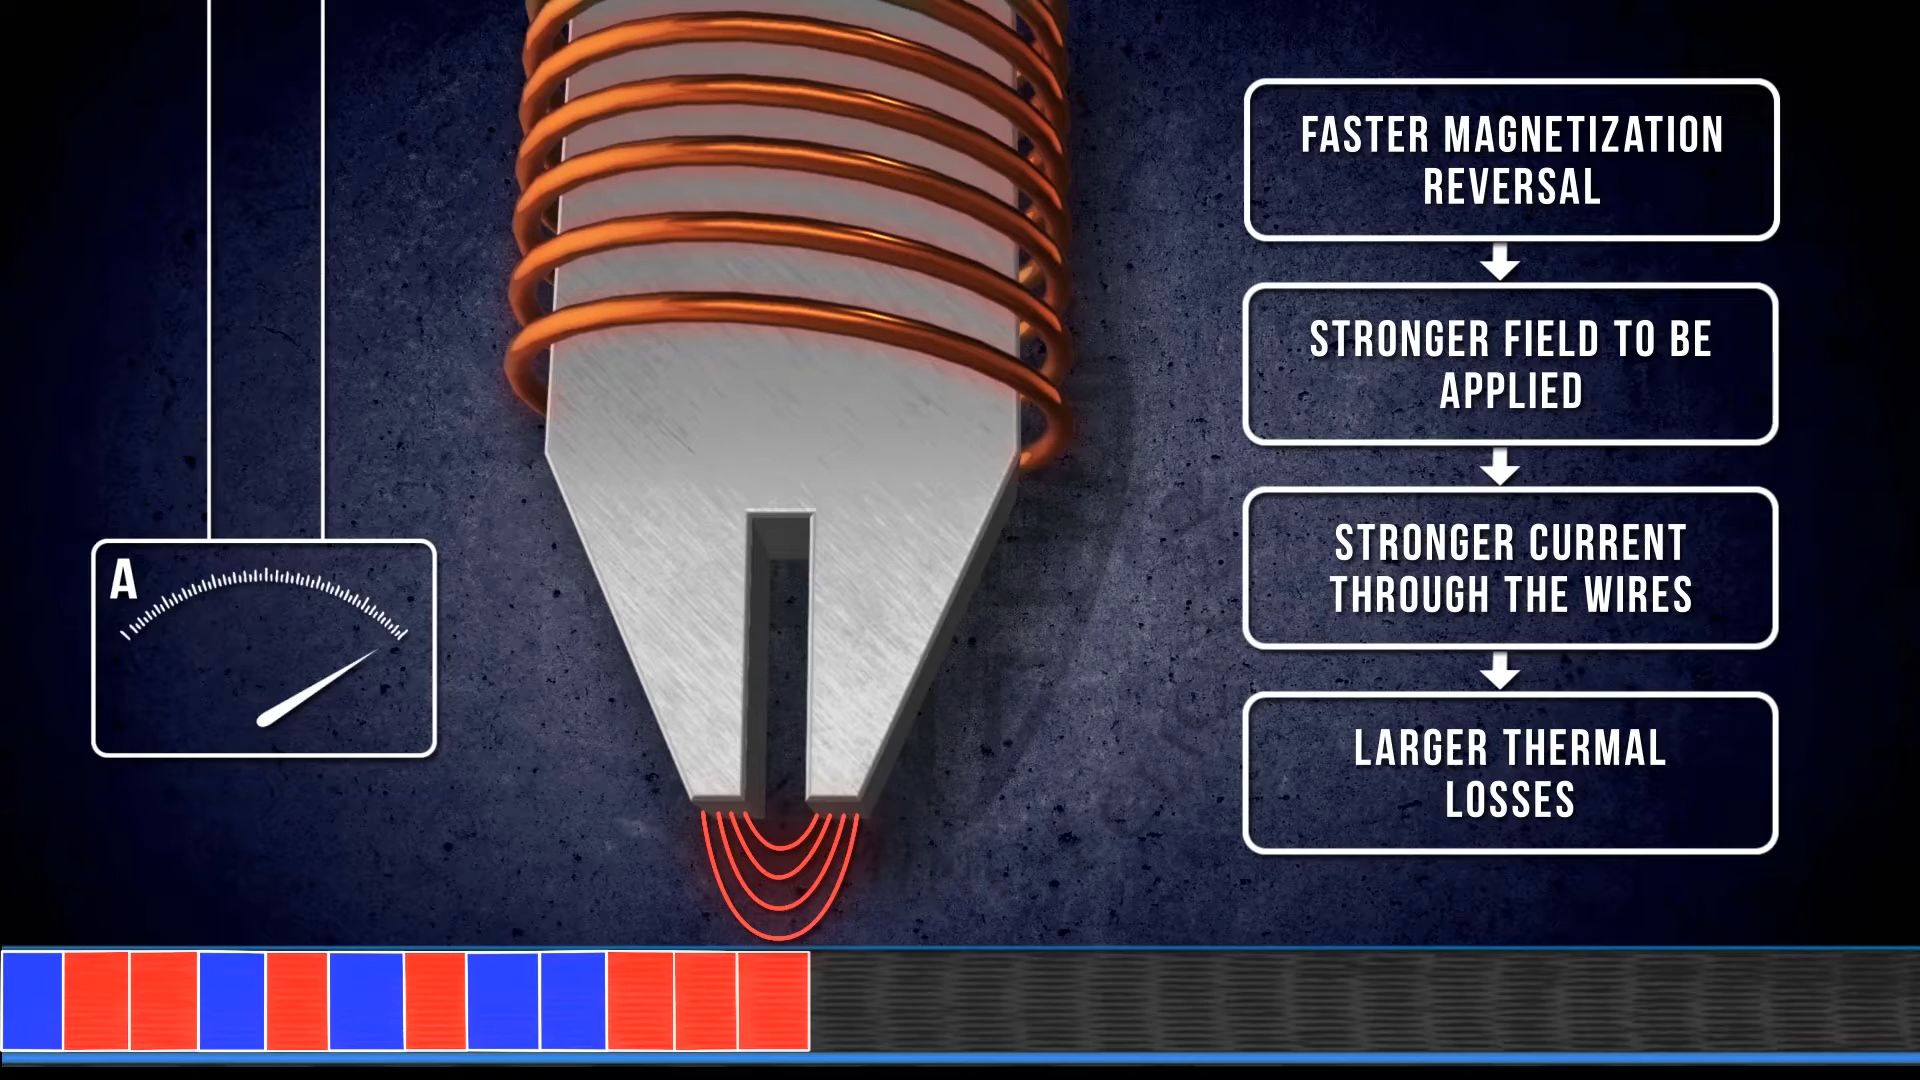 A
FASTER MAGNETIZATION
REVERSAL
STRONGER FIELD TO BE
APPLIED
STRONGER CURRENT
THROUGH THE WIRES
LARGER THERMAL
LOSSES